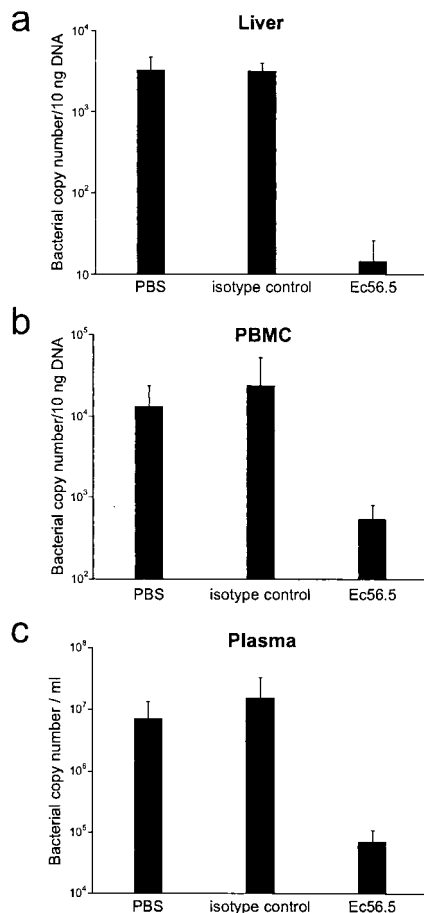 a
Liver
Bacterial copy number/10 ng DNA
10⁴
10³
10²
10
PBS isotype control Ec56.5
b
PBMC
Bacterial copy number/10 ng DNA
10⁵
10⁴
10³
10²
PBS isotype control Ec56.5
c
Plasma
Bacterial copy number / ml
10⁸
10⁷
10⁶
10⁵
10⁴
PBS isotype control Ec56.5